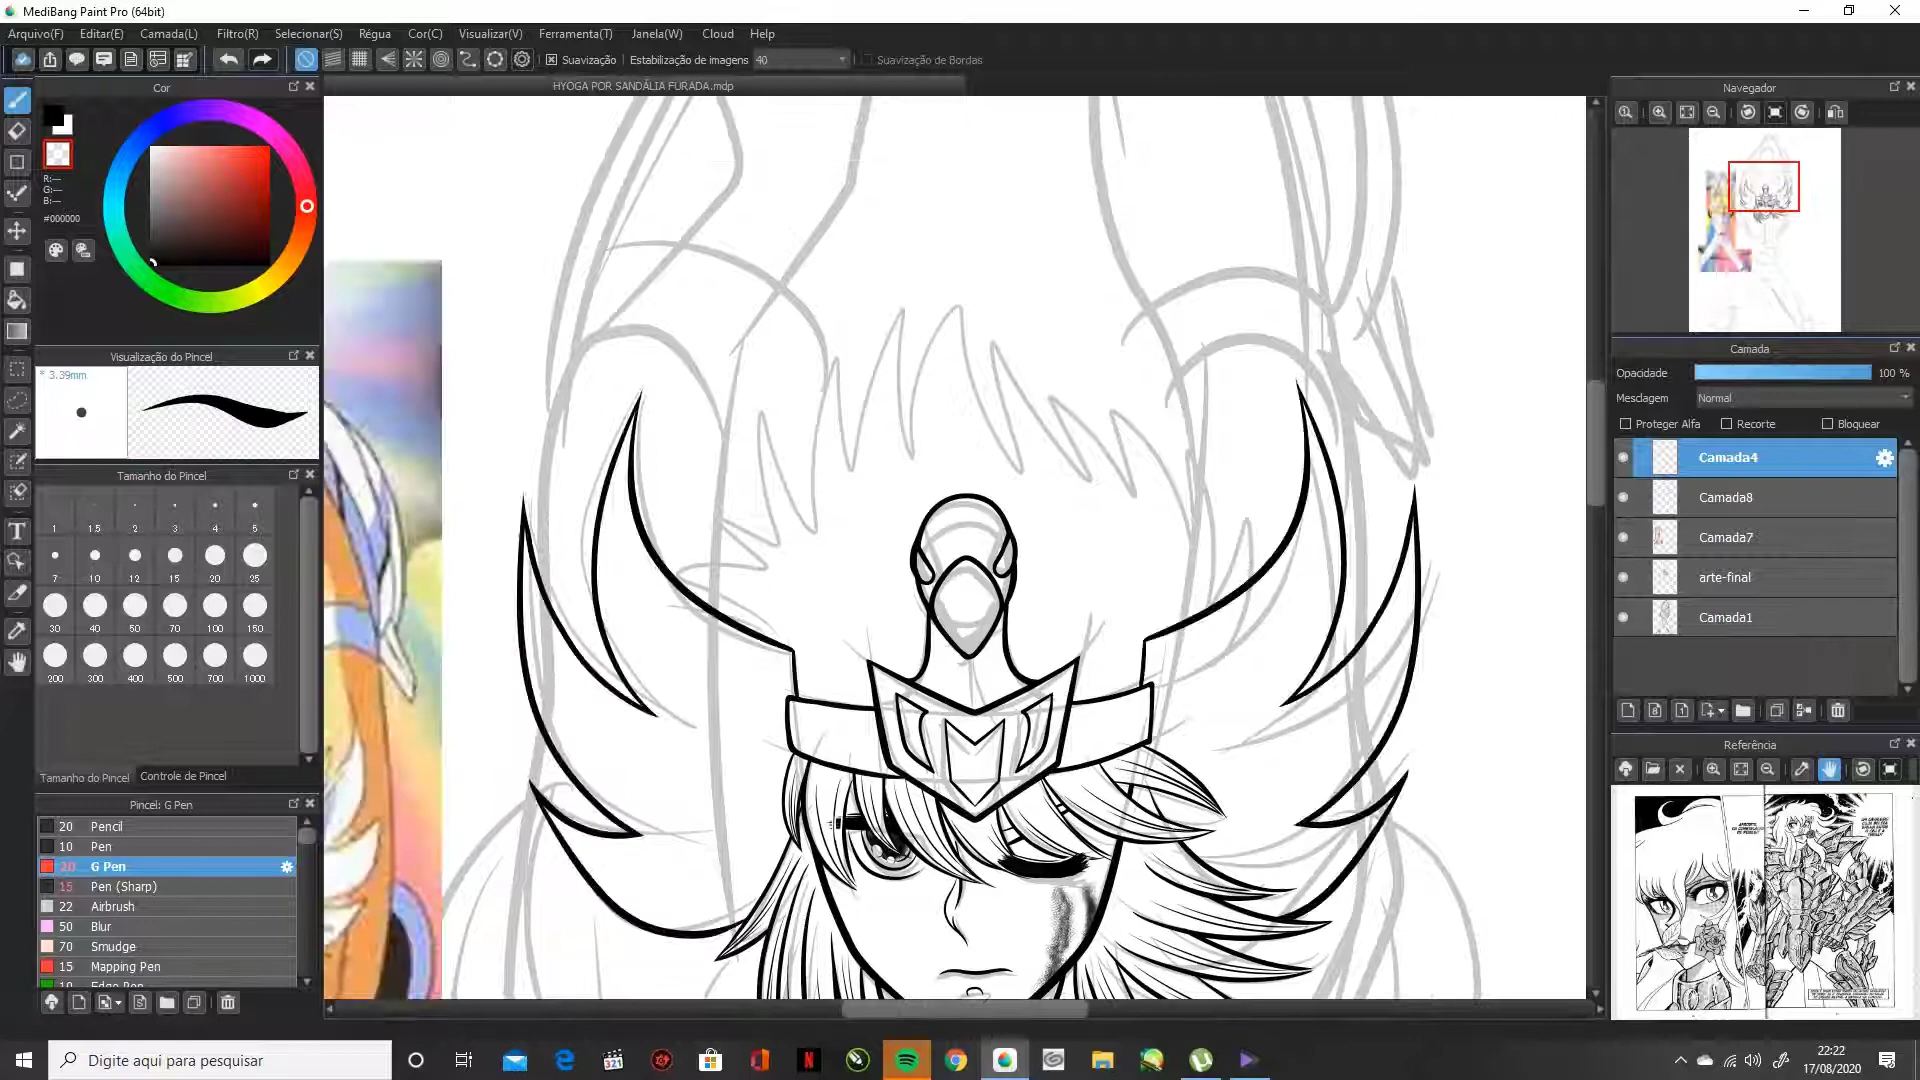 MediBang Paint Pro (64bit)
Arquivo(F) Editar(E) Camada(L) Filtro(R) Selecionar(S) Régua Cor(C) Visualizar(V) Ferramenta(T) Janela(W) Cloud Help
Suavização Estabilização de imagens 40 Suavização de Bordas
Cor
HYOGA POR SANDÁLIA FURADA.mdp
Navegador
R:---
G:---
B:---
#000000
Visualização do Pincel
* 3.39mm
Tamanho do Pincel
1 1.5 2 3 4 5
7 10 12 15 20 25
30 40 50 70 100 150
200 300 400 500 700 1000
Tamanho do Pincel Controle de Pincel
Pincel: G Pen
20 Pencil
10 Pen
20 G Pen
15 Pen (Sharp)
22 Airbrush
50 Blur
70 Smudge
15 Mapping Pen
10 Edge Pen
Camada
Opacidade 100 %
Mesclagem Normal
Proteger Alfa Recorte Bloquear
Camada4
Camada8
Camada7
arte-final
Camada1
Referência
Digite aqui para pesquisar
321
22:22
17/08/2020